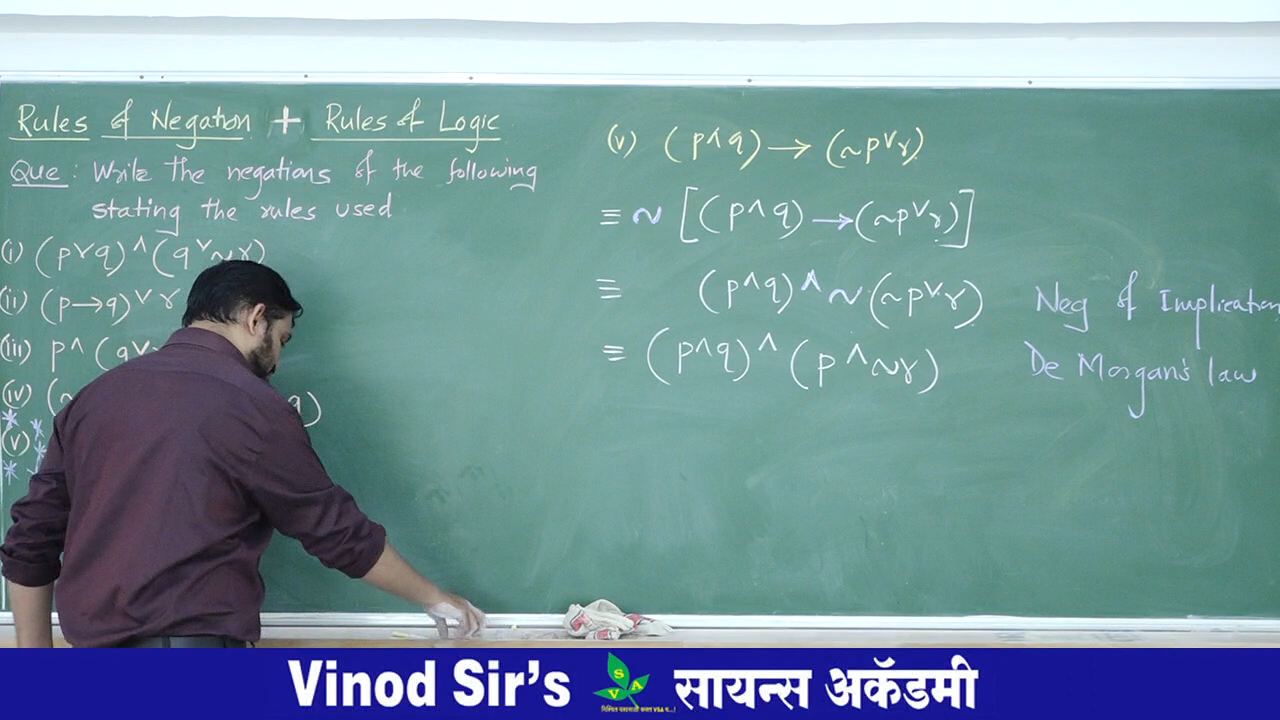 Rules of Negation + Rules of Logic
Que : Write the negations of the following
stating the rules used
(i) (p∨q)∧(q∨~r)
(ii) (p→q)∨r
(iii) p∧(q∨
(iv) (~ q)
(v)
(v) (p∧q)→(~p∨r)
≡ ~[(p∧q)→(~p∨r)]
≡ (p∧q)∧~(~p∨r) Neg of Implication
≡ (p∧q)∧(p∧~r) De Morgan's law
Vinod Sir's SVA सायन्स अकॅडमी